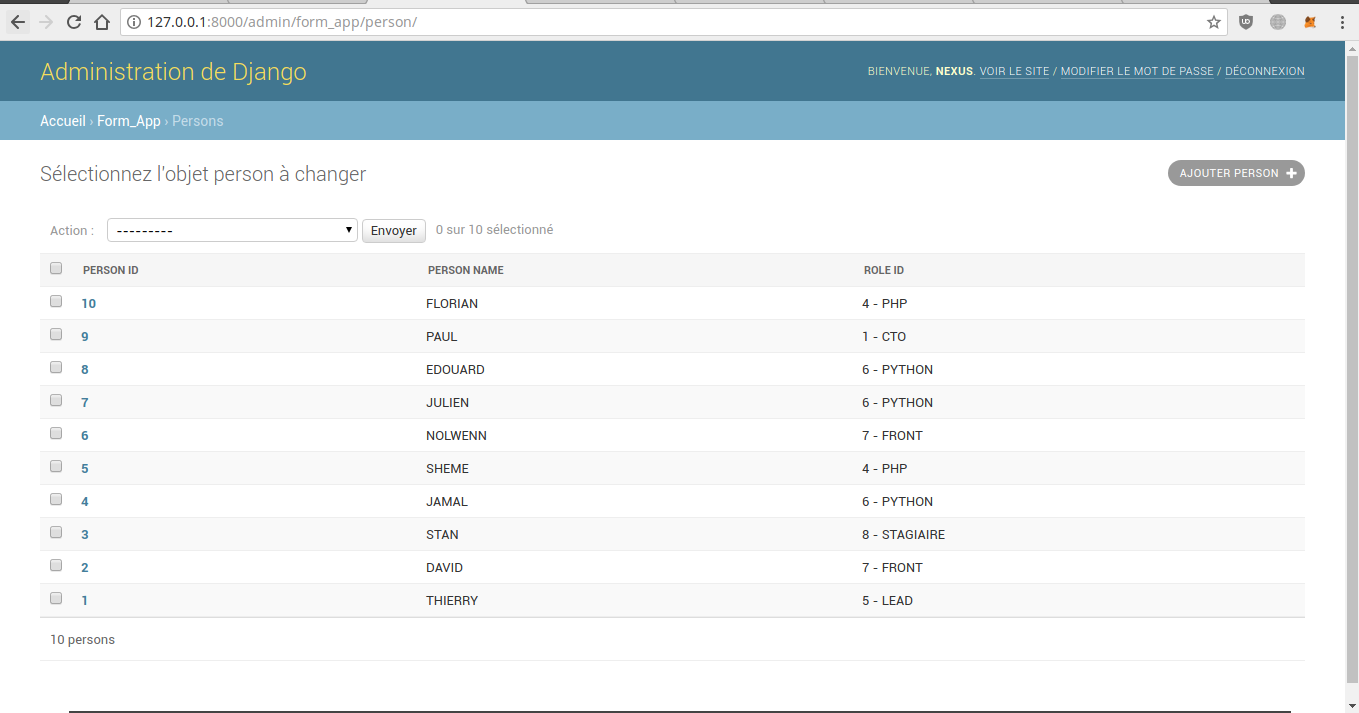 127.0.0.1:8000/admin/form_app/person/
Administration de Django
BIENVENUE, NEXUS. VOIR LE SITE / MODIFIER LE MOT DE PASSE / DÉCONNEXION
Accueil › Form_App › Persons
Sélectionnez l'objet person à changer
AJOUTER PERSON +
Action : --------- Envoyer 0 sur 10 sélectionné
PERSON ID PERSON NAME ROLE ID
10 FLORIAN 4 - PHP
9 PAUL 1 - CTO
8 EDOUARD 6 - PYTHON
7 JULIEN 6 - PYTHON
6 NOLWENN 7 - FRONT
5 SHEME 4 - PHP
4 JAMAL 6 - PYTHON
3 STAN 8 - STAGIAIRE
2 DAVID 7 - FRONT
1 THIERRY 5 - LEAD
10 persons